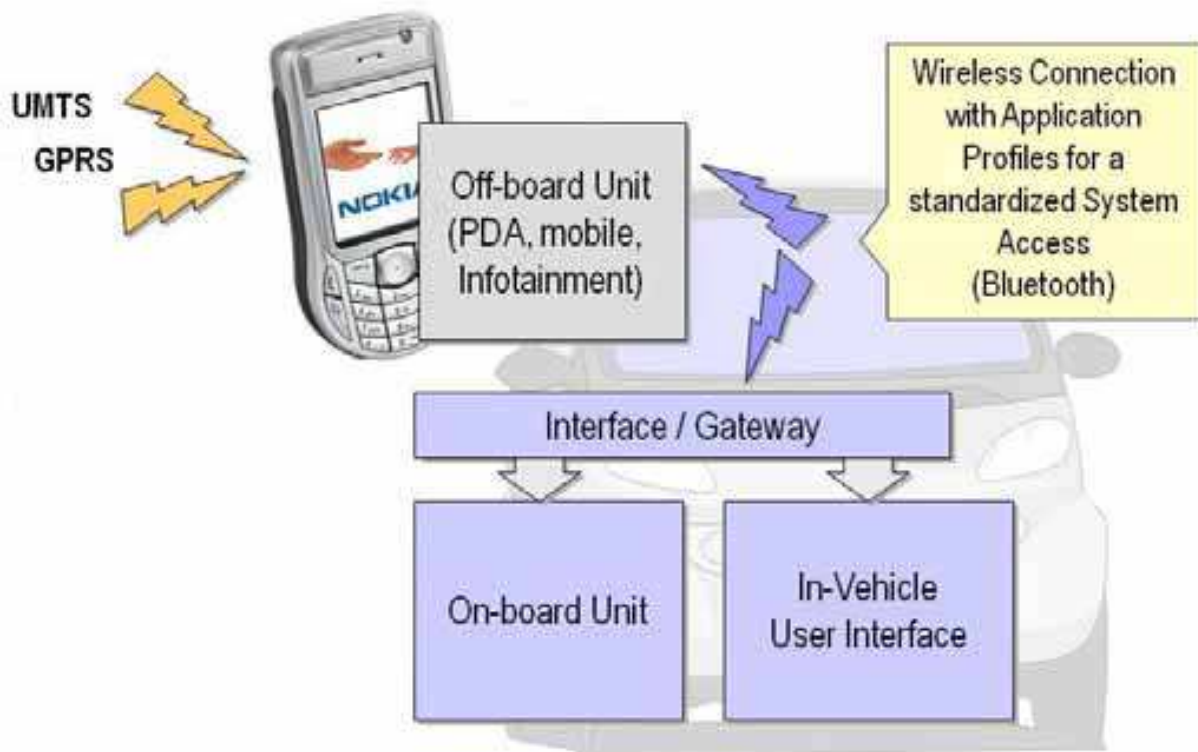 UMTS
GPRS
NOKIA
Off-board Unit
(PDA, mobile,
Infotainment)
Wireless Connection
with Application
Profiles for a
standardized System
Access
(Bluetooth)
Interface / Gateway
On-board Unit
In-Vehicle
User Interface